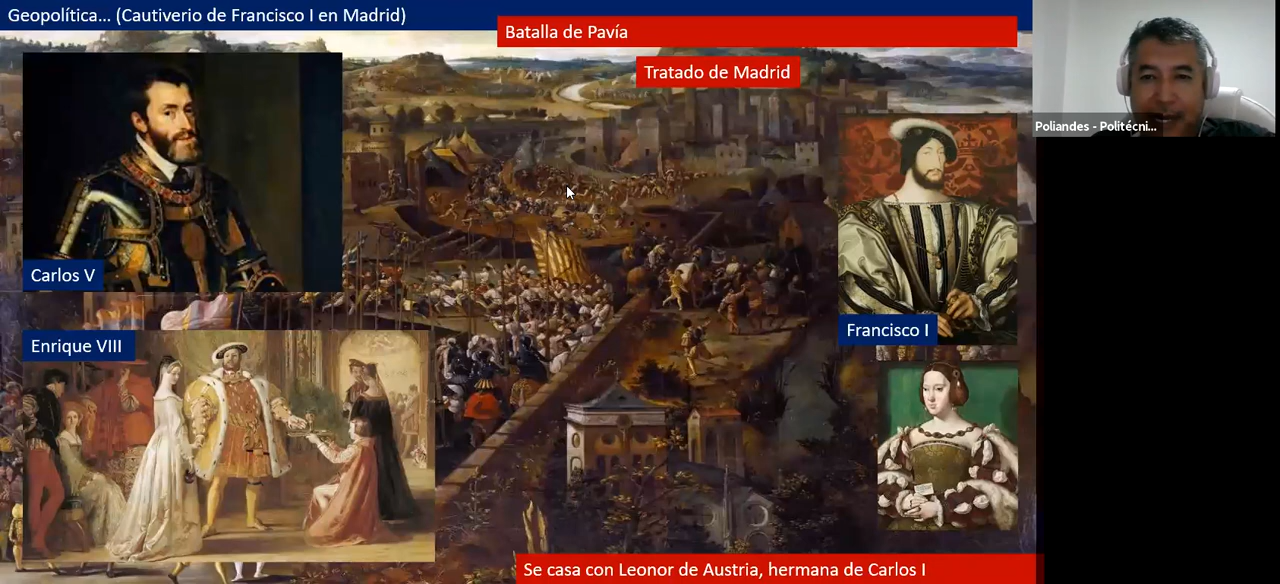 Geopolítica... (Cautiverio de Francisco I en Madrid)
Batalla de Pavía
Tratado de Madrid
Poliandes - Politécni...
Carlos V
Francisco I
Enrique VIII
Se casa con Leonor de Austria, hermana de Carlos I